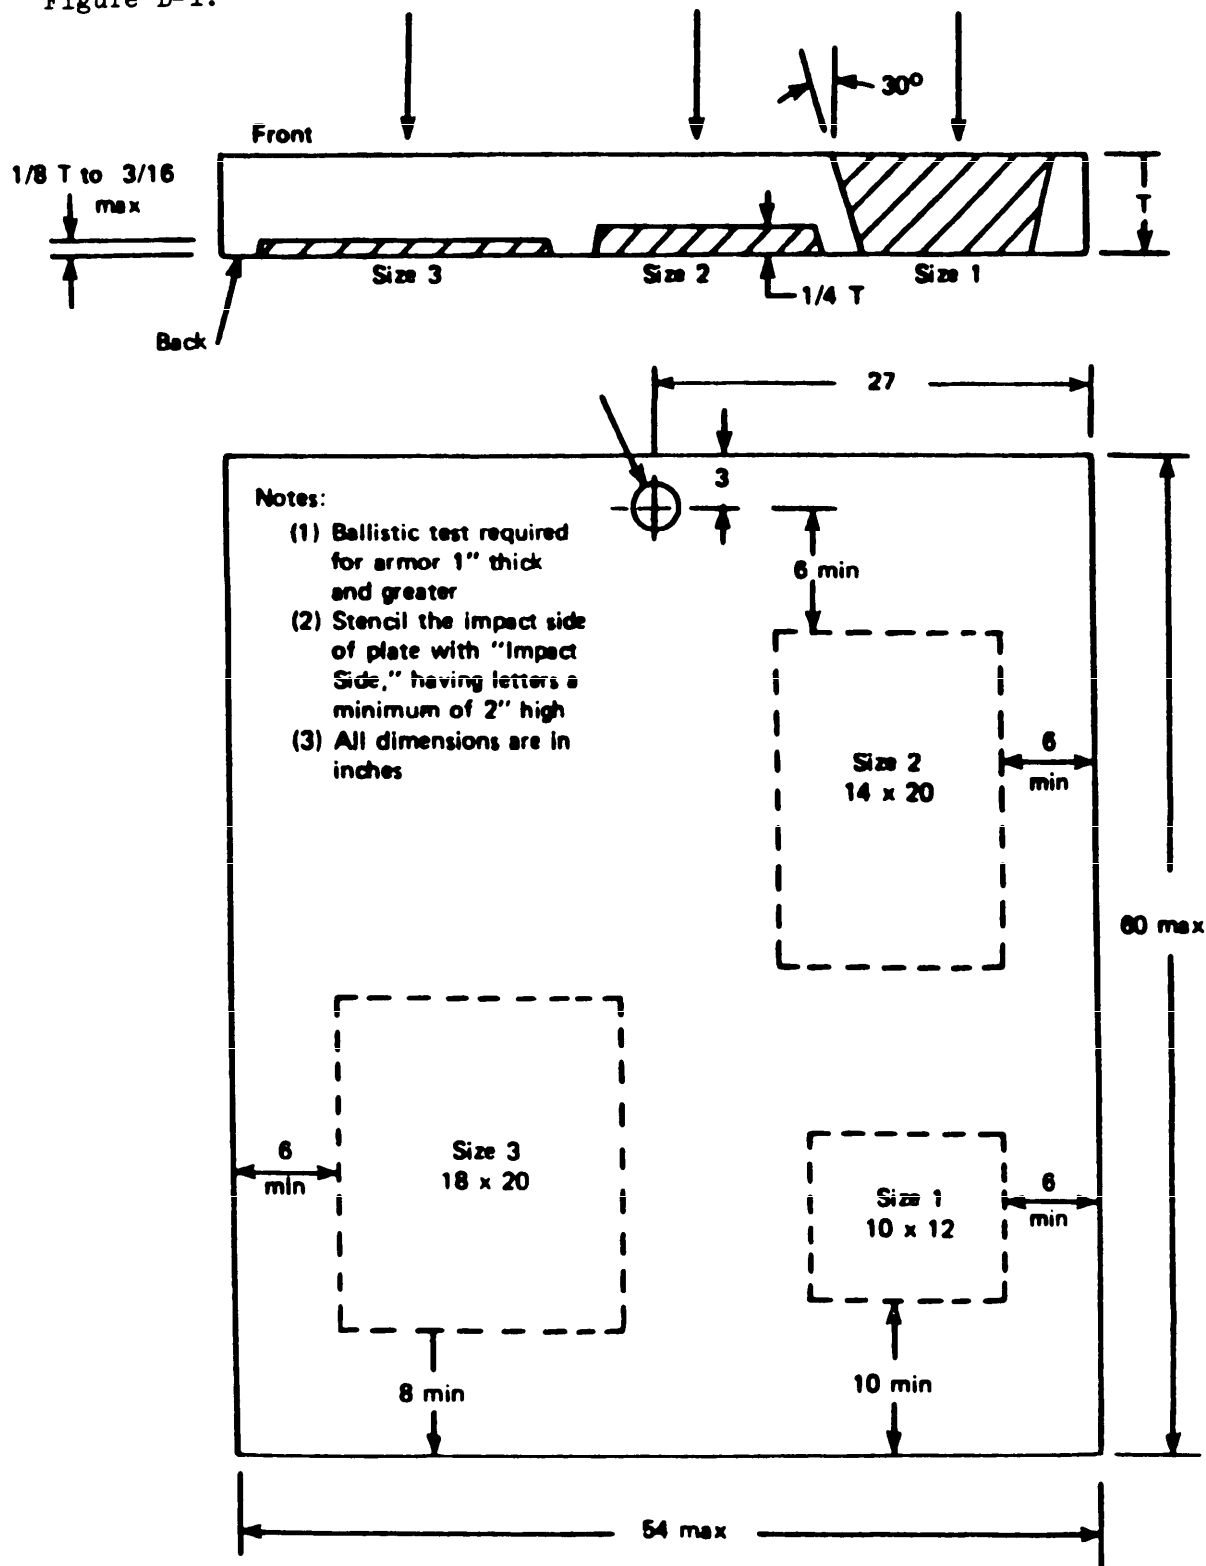 Figure D-1.
30°
Front
1/8 T to 3/16
max
T
Size 3
Size 2
Size 1
1/4 T
Back
27
3
Notes:
(1) Ballistic test required
for armor 1" thick
and greater
(2) Stencil the impact side
of plate with "Impact
Side," having letters a
minimum of 2" high
(3) All dimensions are in
inches
6 min
Size 2
14 x 20
6
min
60 max
Size 3
18 x 20
6
min
Size 1
10 x 12
6
min
8 min
10 min
54 max